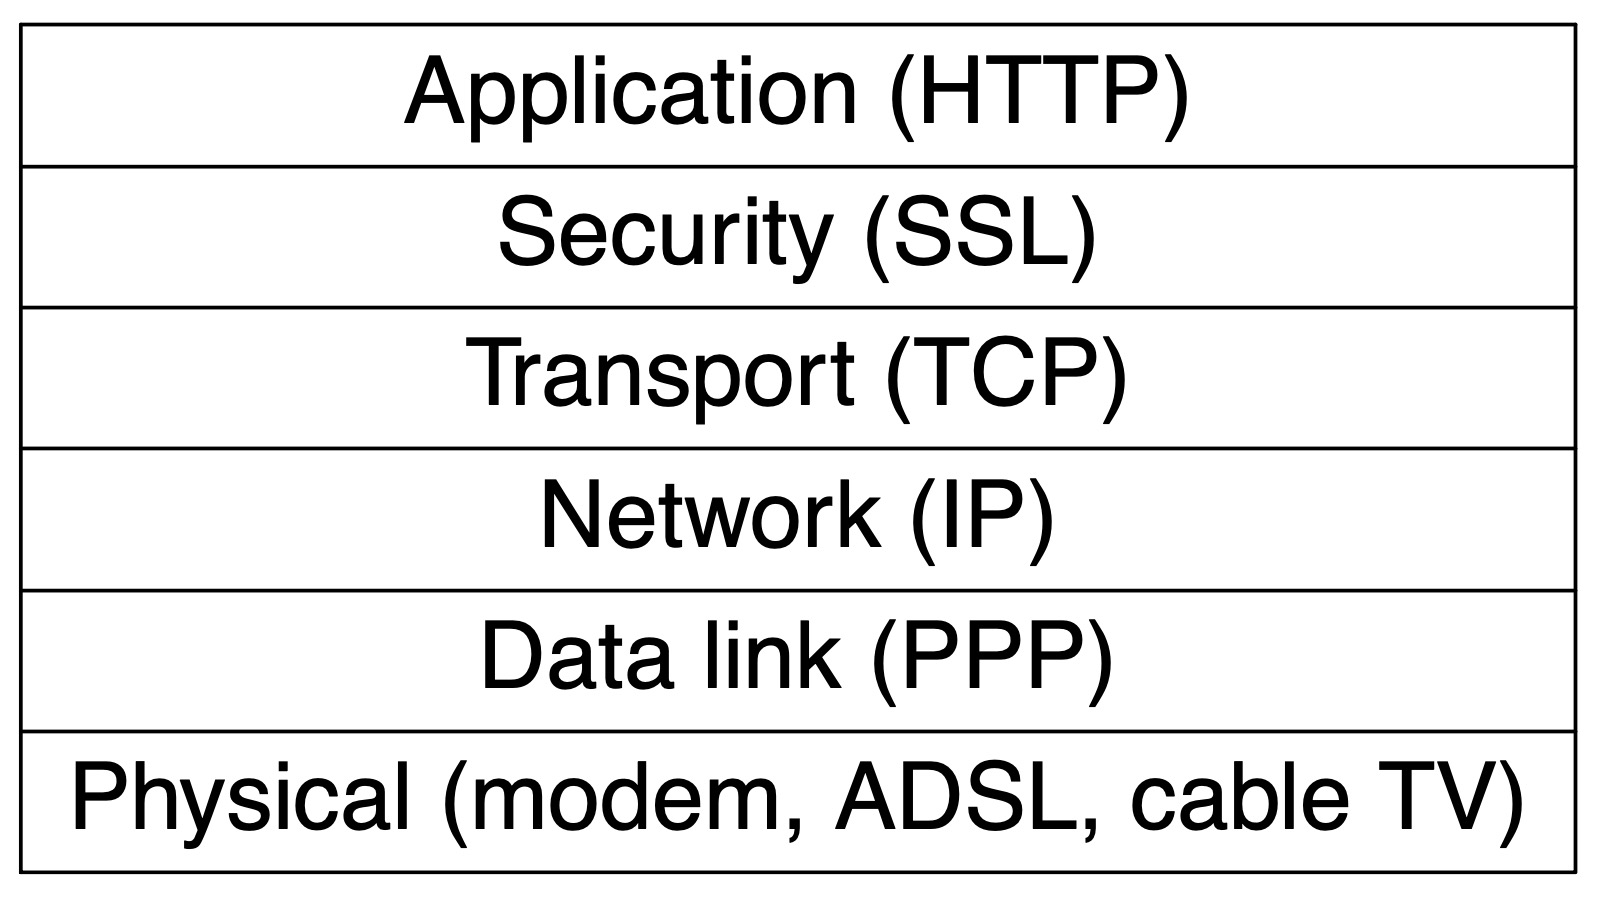 Application (HTTP)
Security (SSL)
Transport (TCP)
Network (IP)
Data link (PPP)
Physical (modem, ADSL, cable TV)